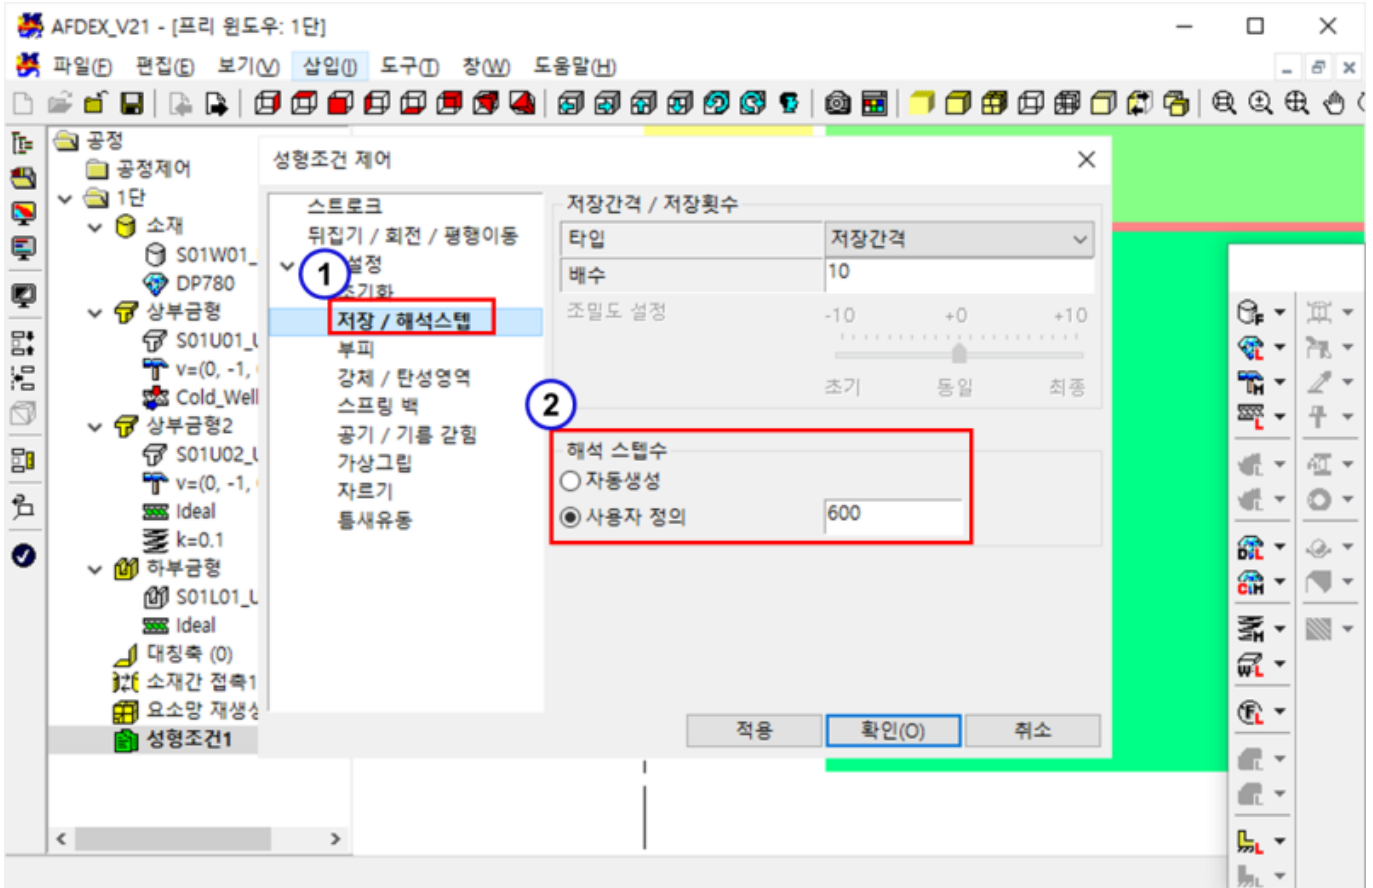 AFDEX_V21 - [프리 윈도우: 1단]
파일(F) 편집(E) 보기(V) 삽입(I) 도구(T) 창(W) 도움말(H)
공정
공정제어
1단
소재
S01W01_
DP780
상부금형
S01U01_U
v=(0, -1,
Cold_Well
상부금형2
S01U02_U
v=(0, -1,
Ideal
k=0.1
하부금형
S01L01_U
Ideal
대칭축 (0)
소재간 접촉1
요소망 재생성
성형조건1
성형조건 제어
스트로크
뒤집기 / 회전 / 평행이동
1
설정
초기화
저장 / 해석스텝
부피
강체 / 탄성영역
스프링 백
공기 / 기름 갇힘
가상그립
자르기
틈새유동
저장간격 / 저장횟수
타입 저장간격
배수 10
조밀도 설정
-10 +0 +10
초기 동일 최종
2
해석 스텝수
자동생성
사용자 정의 600
적용 확인(O) 취소